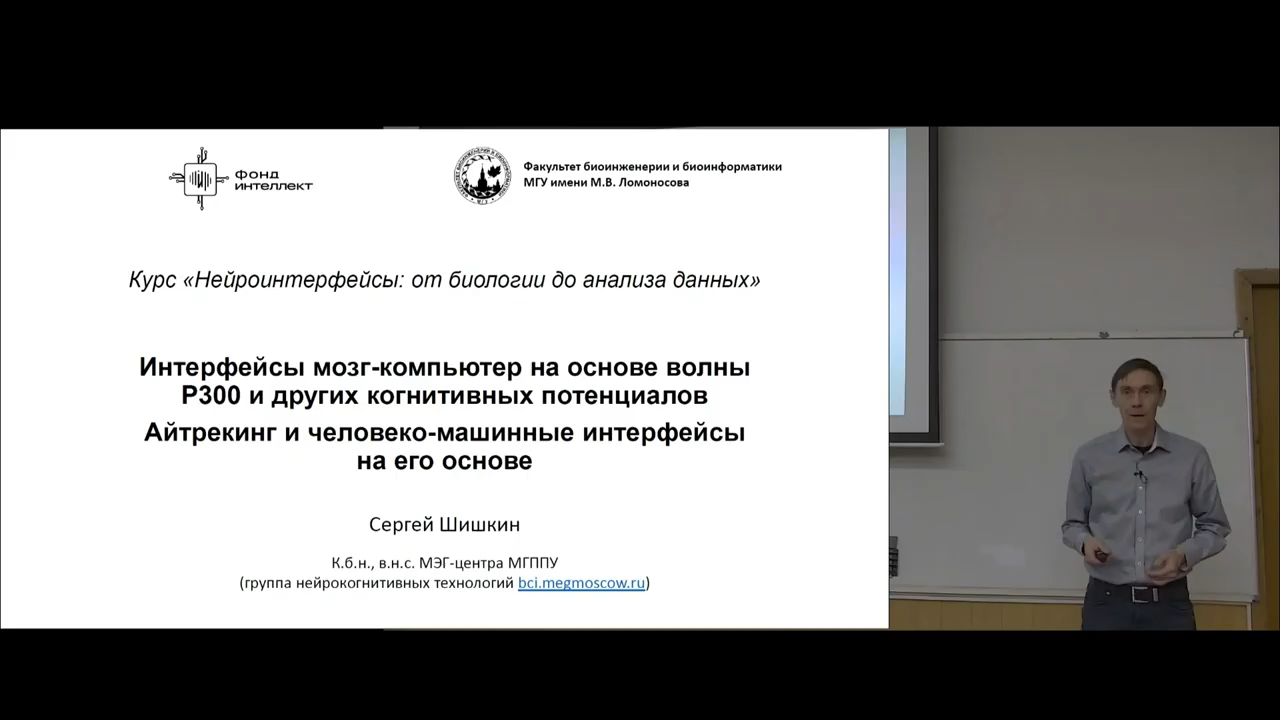 фонд
интеллект
Факультет биоинженерии и биоинформатики
МГУ имени М.В. Ломоносова
Курс «Нейроинтерфейсы: от биологии до анализа данных»
Интерфейсы мозг-компьютер на основе волны
P300 и других когнитивных потенциалов
Айтрекинг и человеко-машинные интерфейсы
на его основе
Сергей Шишкин
К.б.н., в.н.с. МЭГ-центра МГППУ
(группа нейрокогнитивных технологий bci.megmoscow.ru)